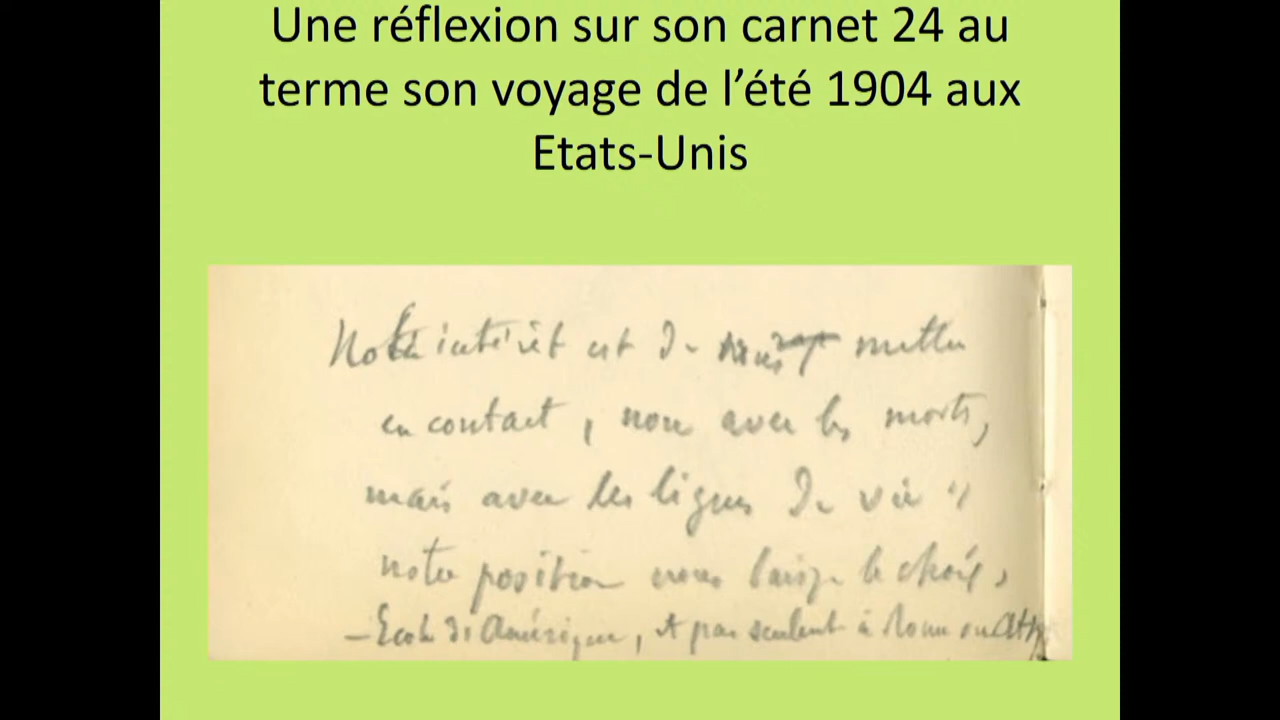 Une réflexion sur son carnet 24 au
terme son voyage de l’été 1904 aux
Etats-Unis
Notre intérêt est de mettre
en contact, non avec les morts,
mais avec les lignes de vie
notre position nous laisse le choix,
– Ecole d'Amérique, et pas seulement à Rome ou Ath